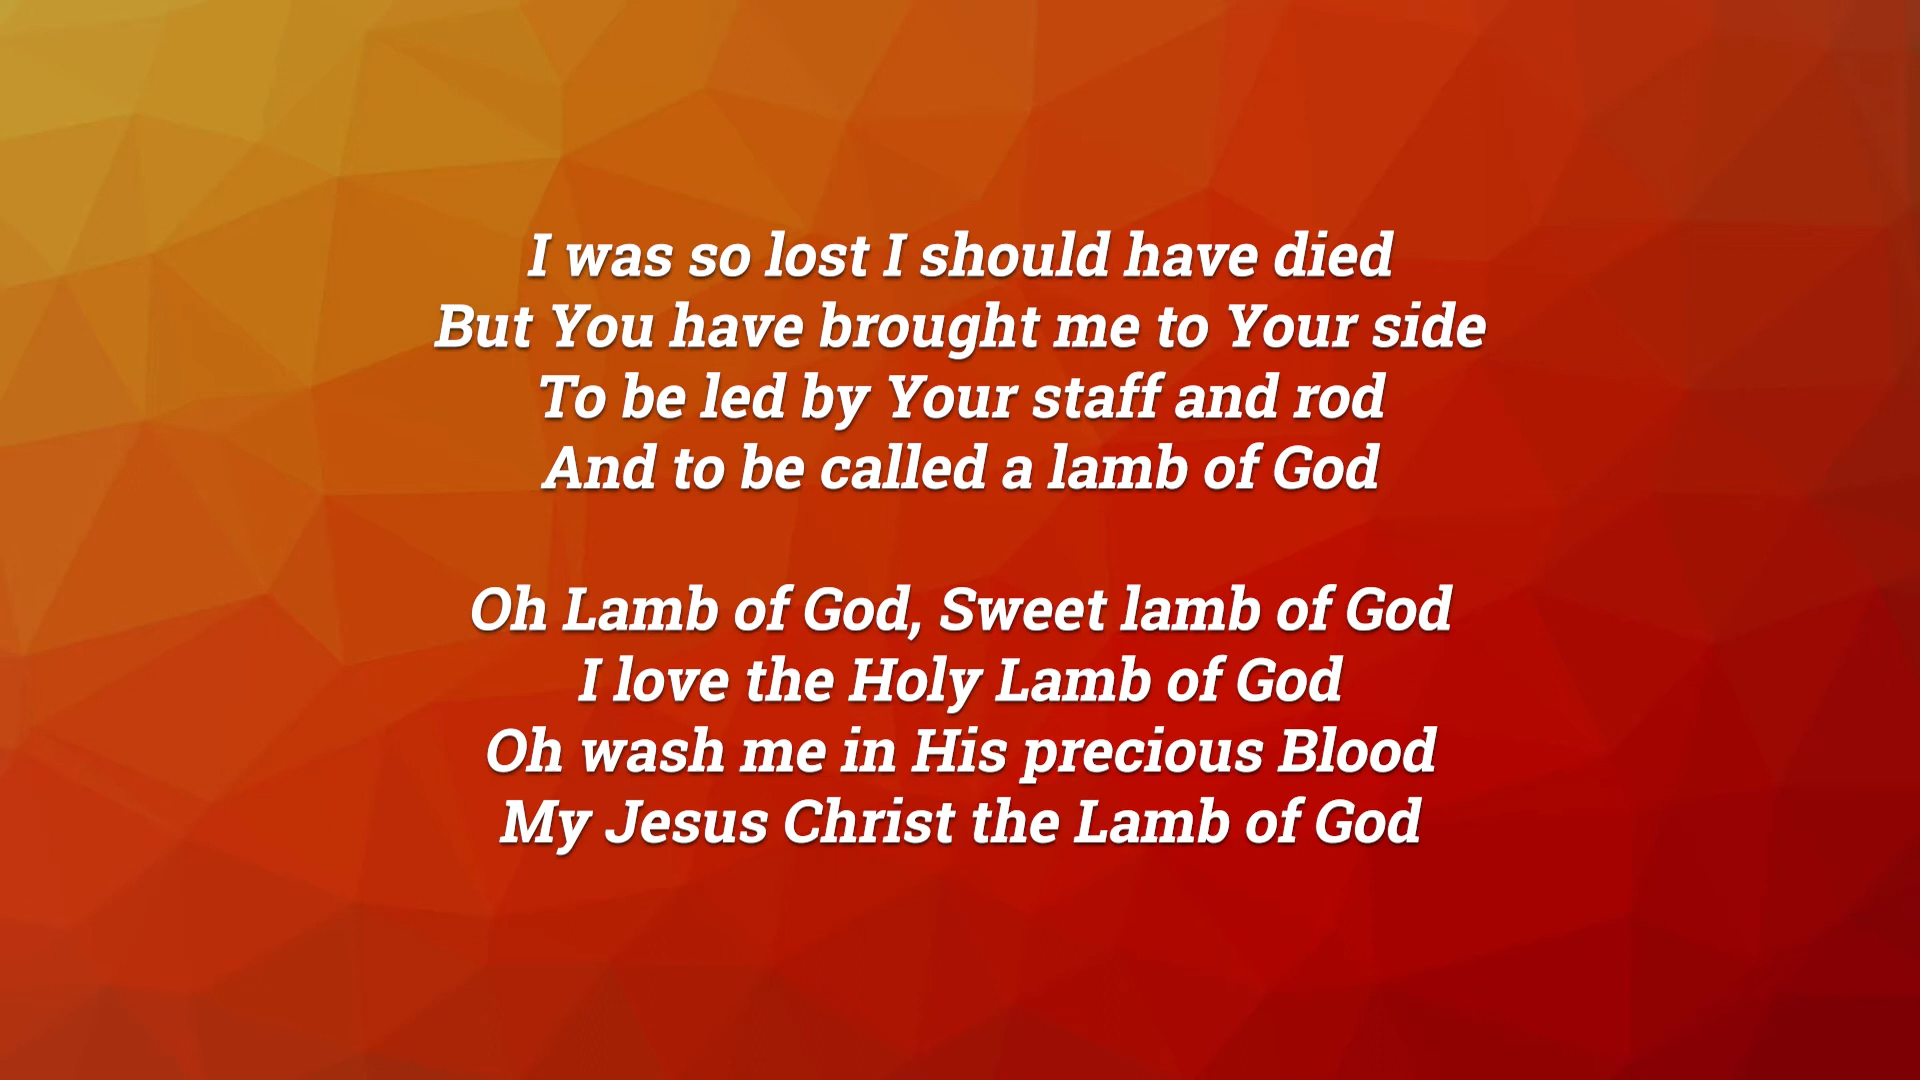 I was so lost I should have died
But You have brought me to Your side
To be led by Your staff and rod
And to be called a lamb of God
Oh Lamb of God, Sweet lamb of God
I love the Holy Lamb of God
Oh wash me in His precious Blood
My Jesus Christ the Lamb of God